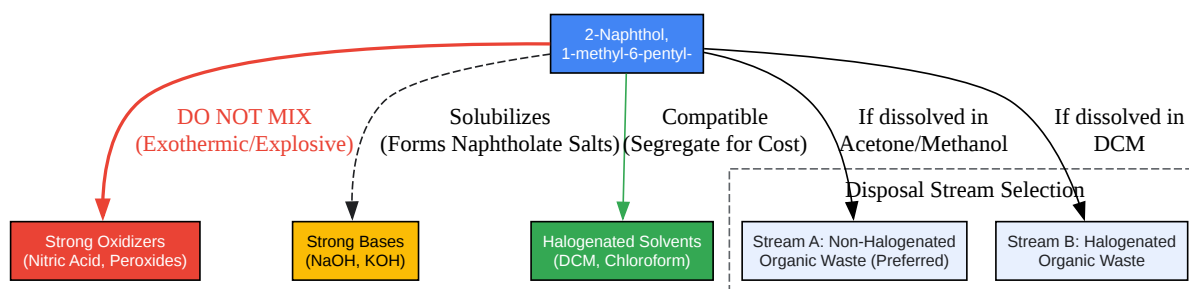 2-Naphthol,
1-methyl-6-pentyl-
DO NOT MIX
(Exothermic/Explosive)
Solubilizes
(Forms Naphtholate Salts)
Compatible
(Segregate for Cost)
If dissolved in
Acetone/Methanol
If dissolved in
DCM
Disposal Stream Selection
Strong Oxidizers
(Nitric Acid, Peroxides)
Strong Bases
(NaOH, KOH)
Halogenated Solvents
(DCM, Chloroform)
Stream A: Non-Halogenated
Organic Waste (Preferred)
Stream B: Halogenated
Organic Waste